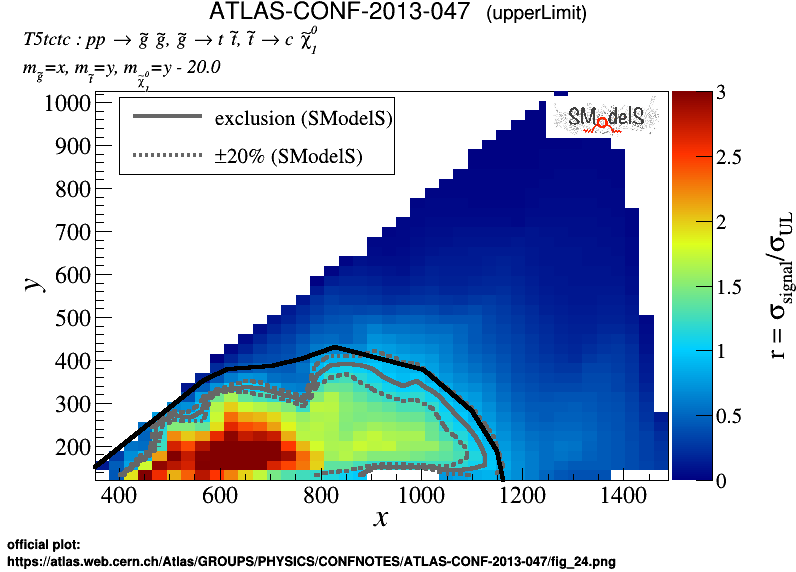 ATLAS-CONF-2013-047 (upperLimit)
T5tctc : pp → g̃ g̃, g̃ → t t̃, t̃ → c χ̃₁⁰
m_g̃=x, m_t̃=y, m_χ̃₁⁰=y - 20.0
exclusion (SModelS)
±20% (SModelS)
SModelS
1000
900
800
700
600
500
400
300
200
y
400 600 800 1000 1200 1400
x
3
2.5
2
1.5
1
0.5
0
r = σ_signal/σ_UL
official plot:
https://atlas.web.cern.ch/Atlas/GROUPS/PHYSICS/CONFNOTES/ATLAS-CONF-2013-047/fig_24.png